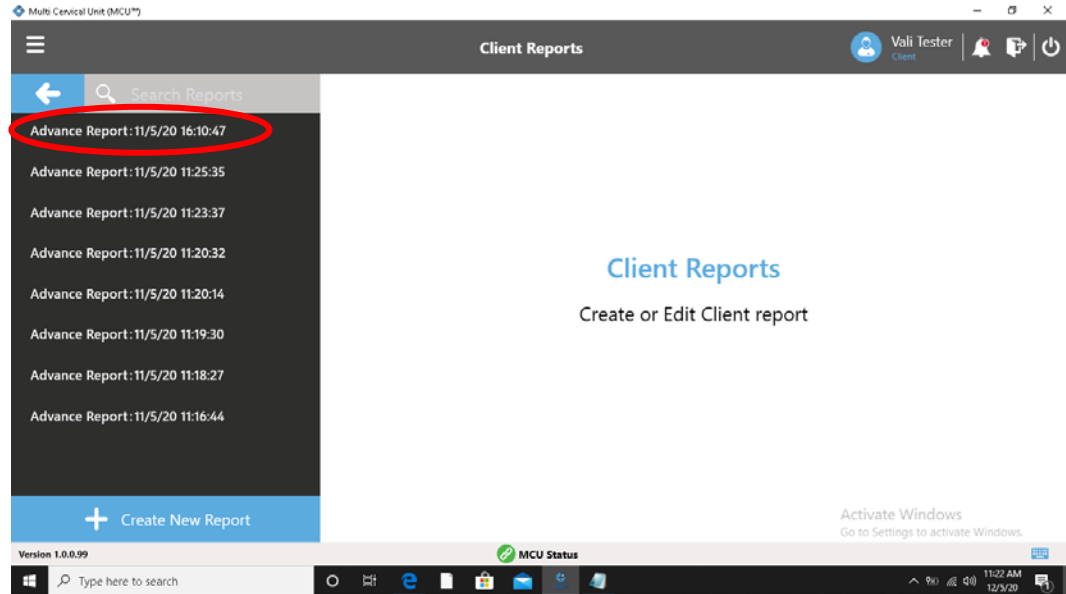 Multi Cervical Unit (MCU™)
Client Reports
Vali Tester
Client
Search Reports
Advance Report:11/5/20 16:10:47
Advance Report:11/5/20 11:25:35
Advance Report:11/5/20 11:23:37
Advance Report:11/5/20 11:20:32
Advance Report:11/5/20 11:20:14
Advance Report:11/5/20 11:19:30
Advance Report:11/5/20 11:18:27
Advance Report:11/5/20 11:16:44
Client Reports
Create or Edit Client report
Create New Report
Activate Windows
Go to Settings to activate Windows.
Version 1.0.0.99
MCU Status
Type here to search
11:22 AM
12/5/20